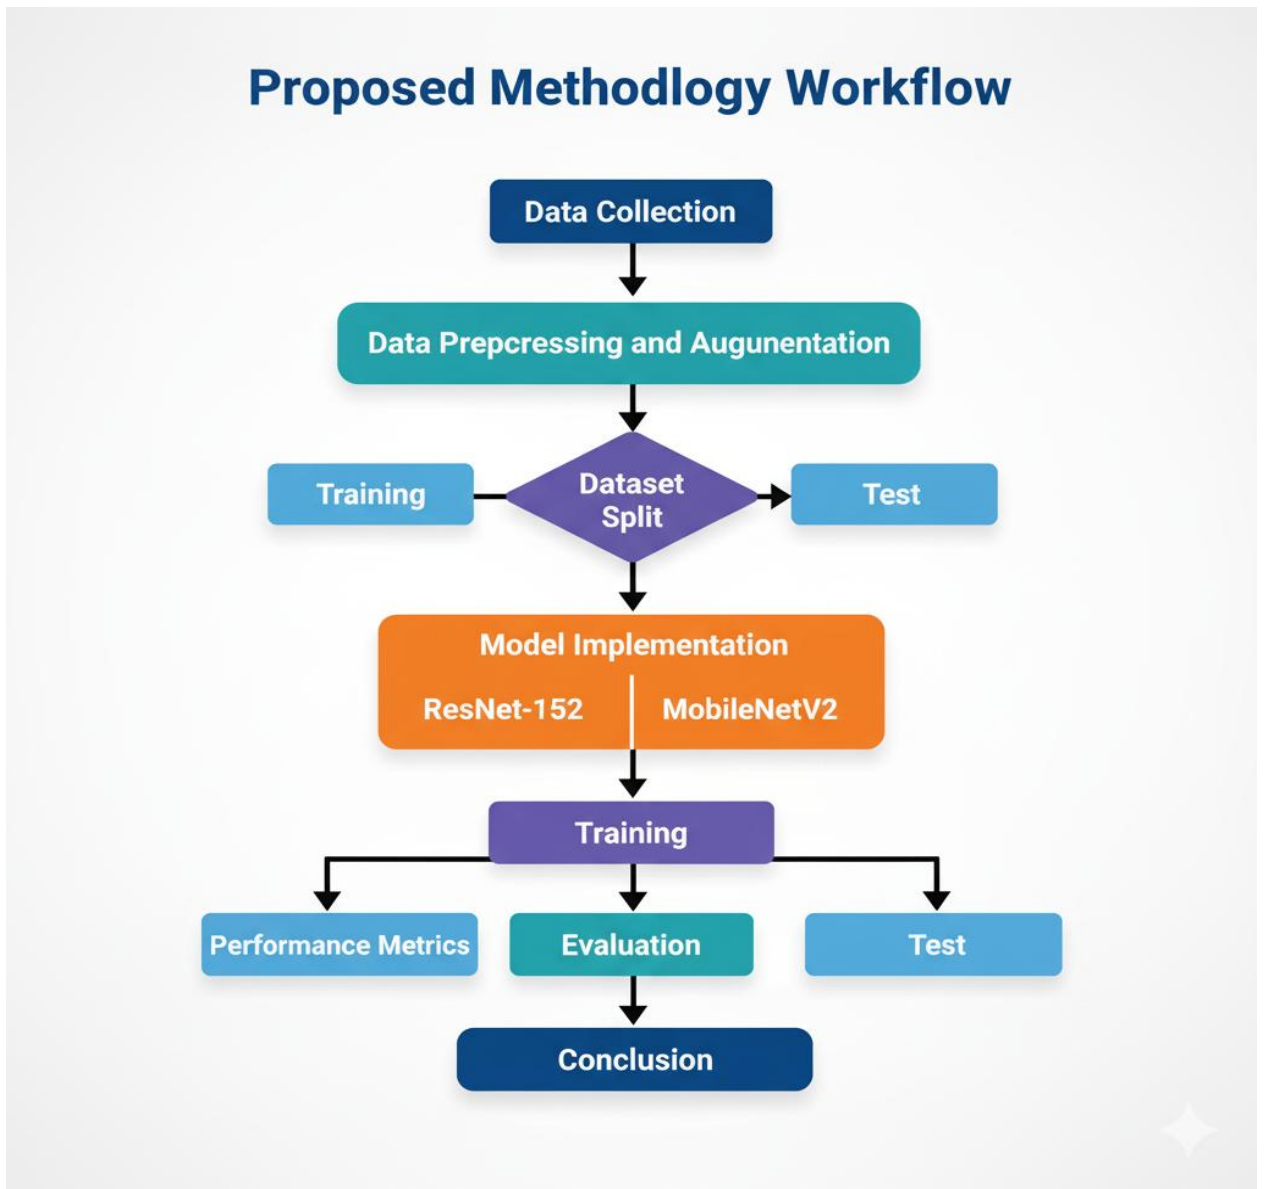 Proposed Methodlogy Workflow
Data Collection
Data Prepcressing and Augunentation
Training
Dataset
Split
Test
Model Implementation
ResNet-152
MobileNetV2
Training
Performance Metrics
Evaluation
Test
Conclusion